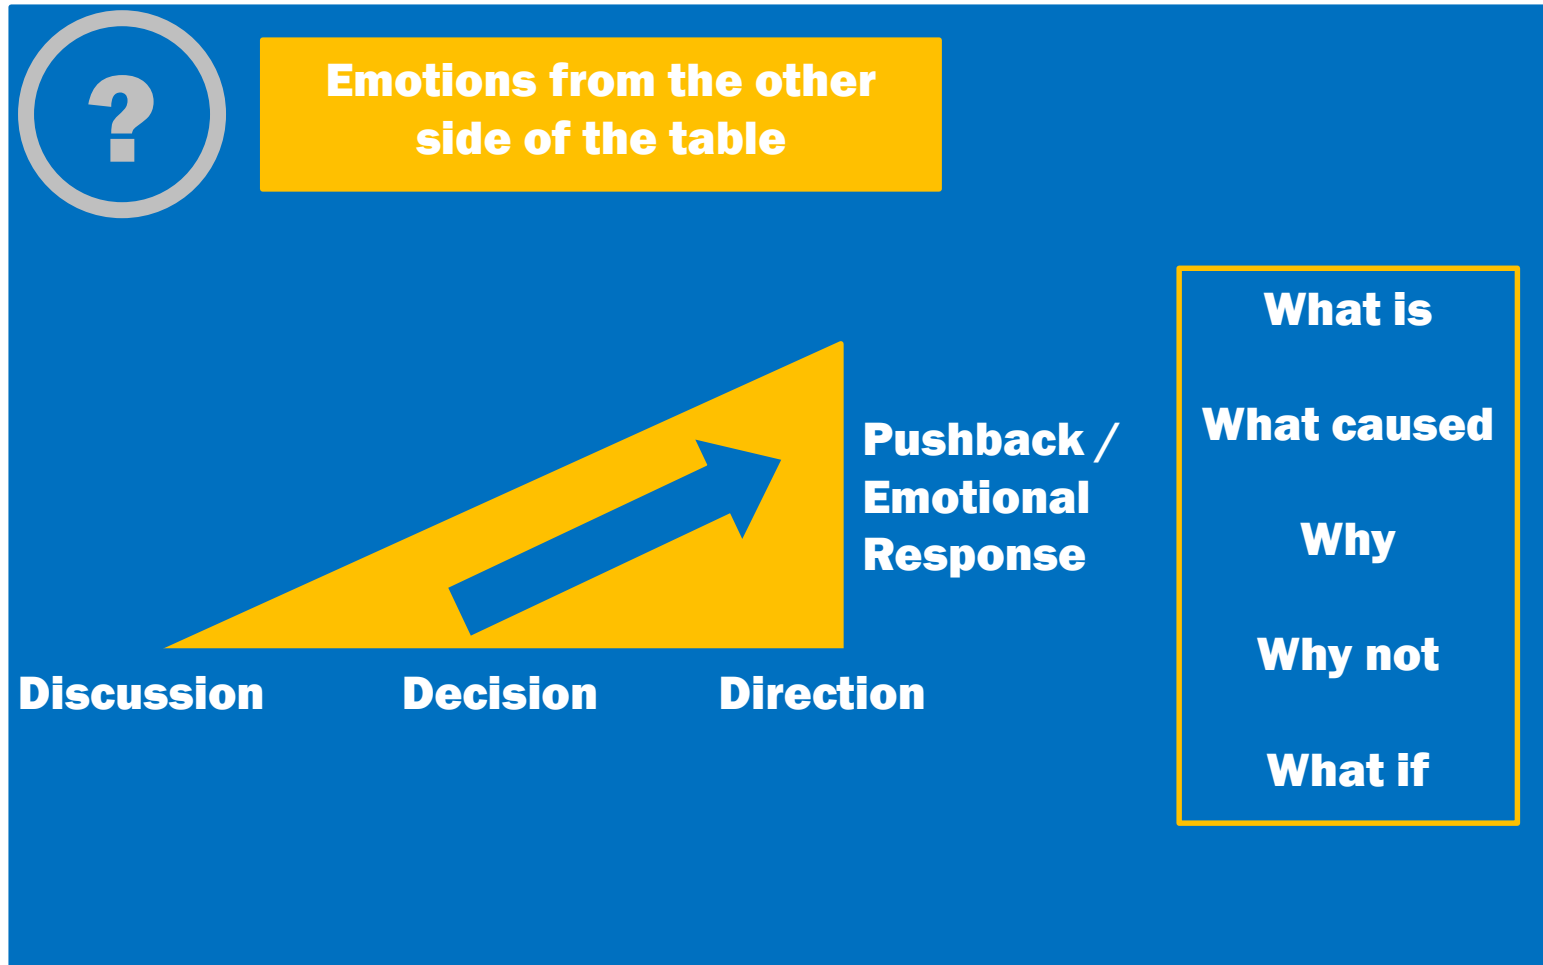 ?
Emotions from the other
side of the table
Pushback /
Emotional
Response
Discussion
Decision
Direction
What is
What caused
Why
Why not
What if